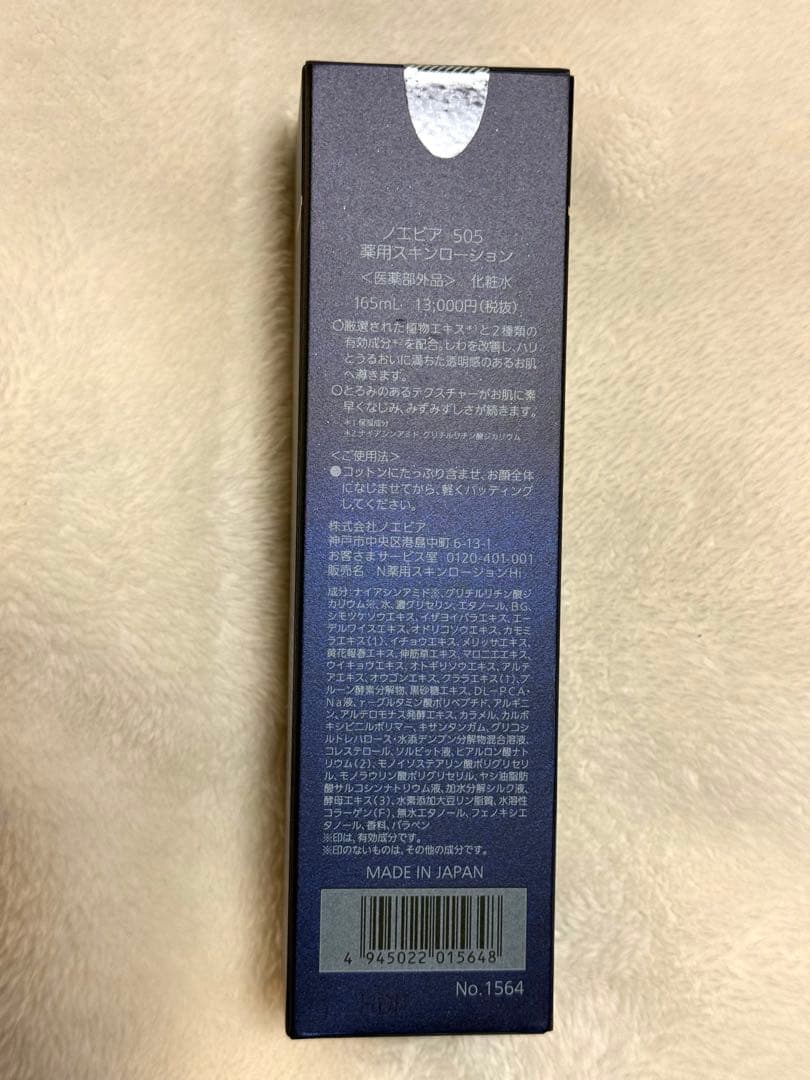 ノエビア 505
薬用スキンローション
＜医薬部外品＞ 化粧水
165mL 13,000円(税抜)
○厳選された植物エキス*1と2種類の
有効成分*2を配合。しわを改善し、ハリ
とうるおいに満ちた透明感のあるお肌
へ導きます。
○とろみのあるテクスチャーがお肌に素
早くなじみ、みずみずしさが続きます。
*1 保湿成分
*2 ナイアシンアミド、グリチルリチン酸ジカリウム
＜ご使用法＞
●コットンにたっぷり含ませ、お顔全体
になじませてから、軽くパッティング
してください。
株式会社ノエビア
神戸市中央区港島中町 6-13-1
お客さまサービス室 0120-401-001
販売名 N薬用スキンローションHi
成分：ナイアシンアミド※、グリチルリチン酸ジ
カリウム※、水、濃グリセリン、エタノール、BG、
シモツケソウエキス、イザヨイバラエキス、エー
デルワイスエキス、オドリコソウエキス、カモミ
ラエキス(1)、イチョウエキス、メリッサエキス、
黄花報春エキス、伸筋草エキス、マロニエエキス、
ウイキョウエキス、オトギリソウエキス、アルテ
アエキス、オウゴンエキス、クララエキス(1)、プ
ルーン酵素分解物、黒砂糖エキス、DL－PCA・
Na液、γ－グルタミン酸ポリペプチド、アルギニ
ン、アルテロモナス発酵エキス、カラメル、カルボ
キシビニルポリマー、キサンタンガム、グリコシ
ルトレハロース・水添デンプン分解物混合溶液、
コレステロール、ソルビット液、ヒアルロン酸ナト
リウム(2)、モノイソステアリン酸ポリグリセリ
ル、モノラウリン酸ポリグリセリル、ヤシ油脂肪
酸サルコシンナトリウム液、加水分解シルク液、
酵母エキス(3)、水素添加大豆リン脂質、水溶性
コラーゲン(F)、無水エタノール、フェノキシエ
タノール、香料、パラベン
※印は、有効成分です。
※印のないものは、その他の成分です。
MADE IN JAPAN
4 945022 015648
No.1564